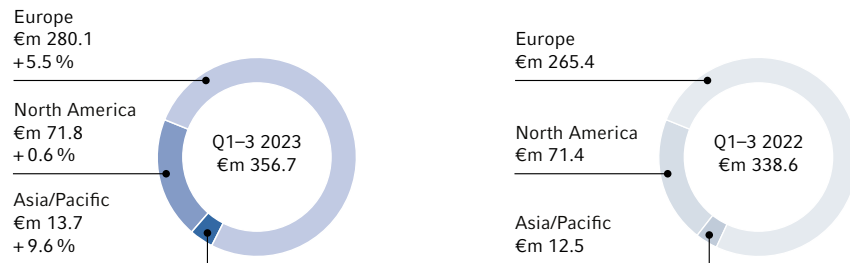 Europe
€m 280.1
+5.5 %
North America
€m 71.8
+0.6 %
Asia/Pacific
€m 13.7
+9.6 %
Q1–3 2023
€m 356.7
Europe
€m 265.4
North America
€m 71.4
Asia/Pacific
€m 12.5
Q1–3 2022
€m 338.6